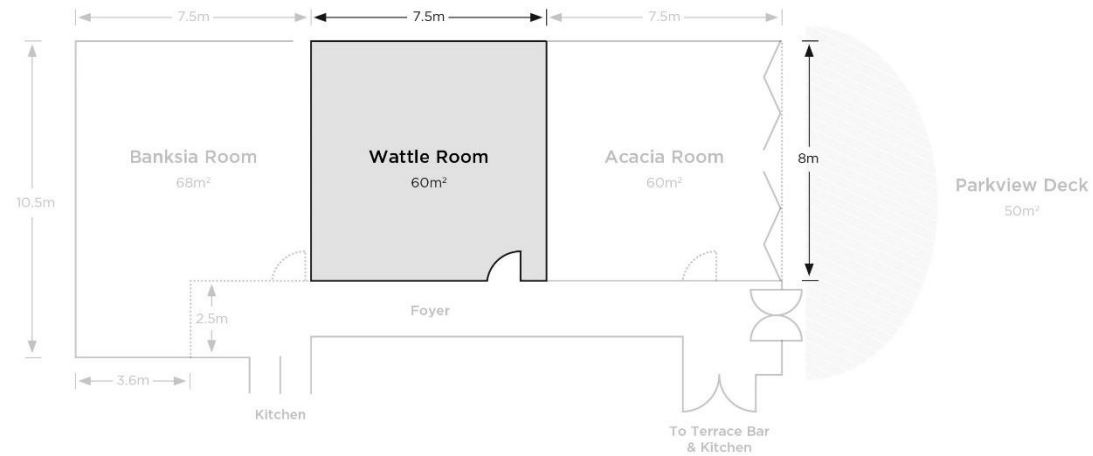 7.5m
7.5m
7.5m
Banksia Room
68m²
Wattle Room
60m²
Acacia Room
60m²
8m
Parkview Deck
50m²
10.5m
Foyer
2.5m
3.6m
Kitchen
To Terrace Bar
& Kitchen